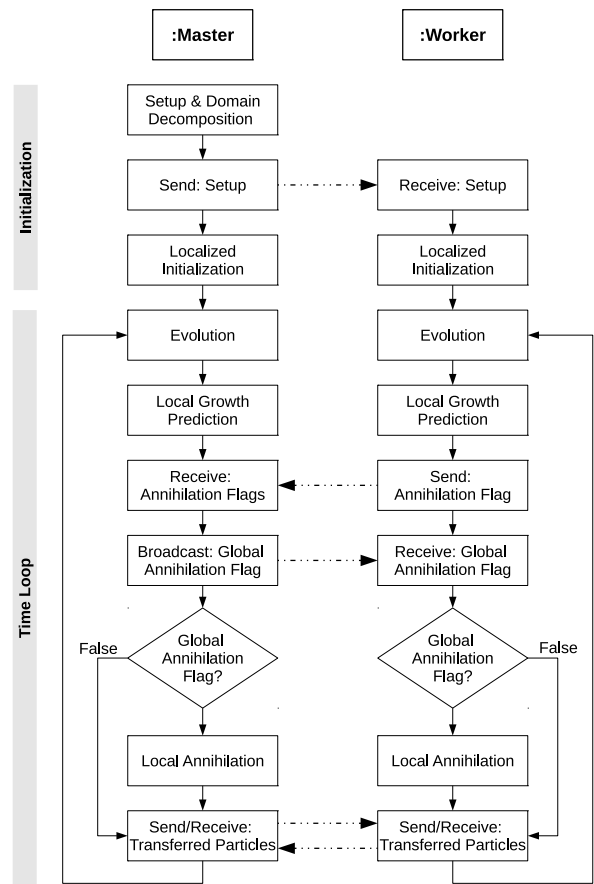 :Master
:Worker
Initialization
Setup & Domain
Decomposition
Send: Setup
Receive: Setup
Localized
Initialization
Localized
Initialization
Time Loop
Evolution
Evolution
Local Growth
Prediction
Local Growth
Prediction
Receive:
Annihilation Flags
Send:
Annihilation Flag
Broadcast: Global
Annihilation Flag
Receive: Global
Annihilation Flag
False
Global
Annihilation
Flag?
Global
Annihilation
Flag?
False
Local Annihilation
Local Annihilation
Send/Receive:
Transferred Particles
Send/Receive:
Transferred Particles